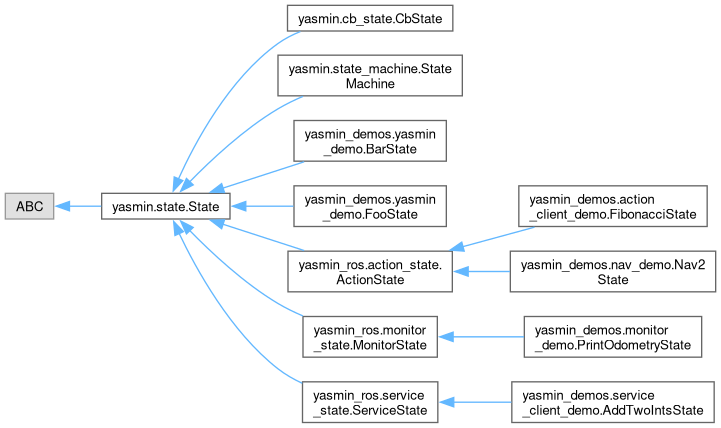 yasmin.cb_state.CbState
yasmin.state_machine.State
Machine
yasmin_demos.yasmin
_demo.BarState
ABC
yasmin.state.State
yasmin_demos.yasmin
_demo.FooState
yasmin_demos.action
_client_demo.FibonacciState
yasmin_ros.action_state.
ActionState
yasmin_demos.nav_demo.Nav2
State
yasmin_ros.monitor
_state.MonitorState
yasmin_demos.monitor
_demo.PrintOdometryState
yasmin_ros.service
_state.ServiceState
yasmin_demos.service
_client_demo.AddTwoIntsState